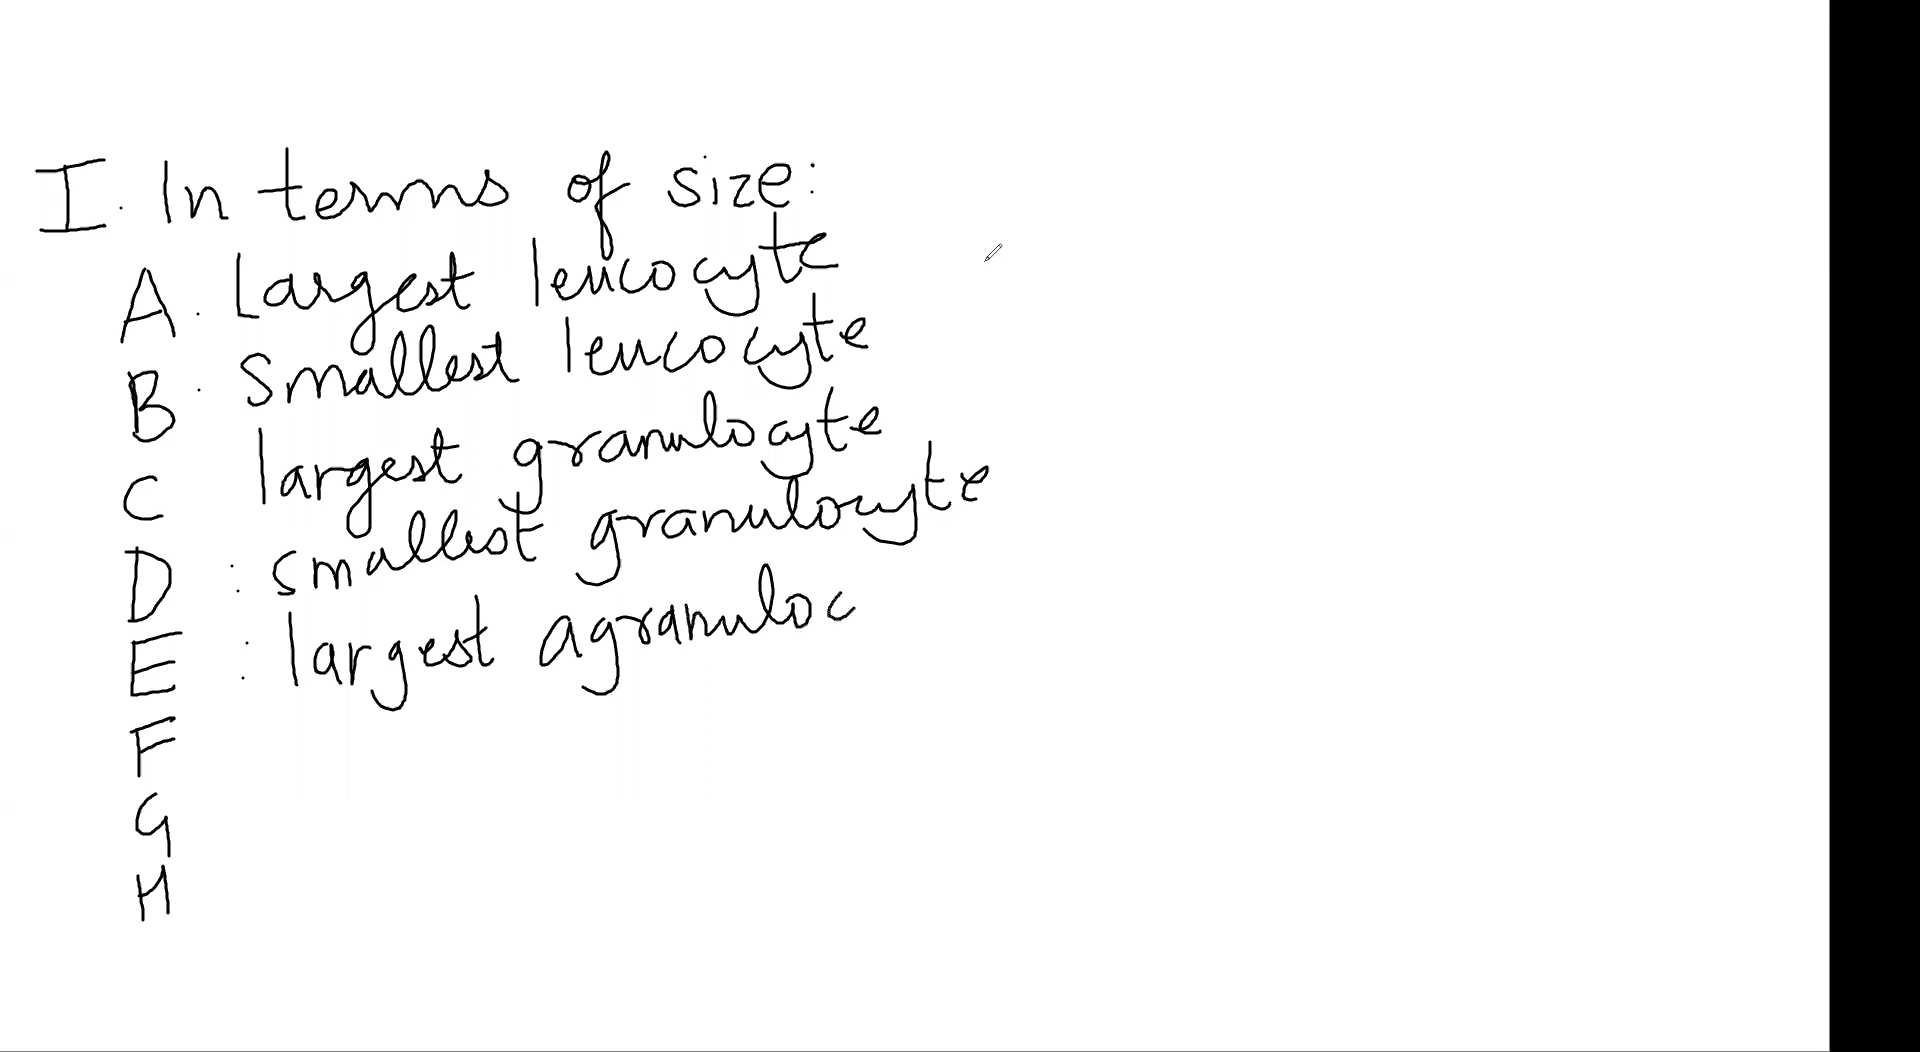 I. In terms of size:
A. Largest leucocyte
B. Smallest leucocyte
C largest granulocyte
D : smallest granulocyte
E : largest agranuloc
F
G
H